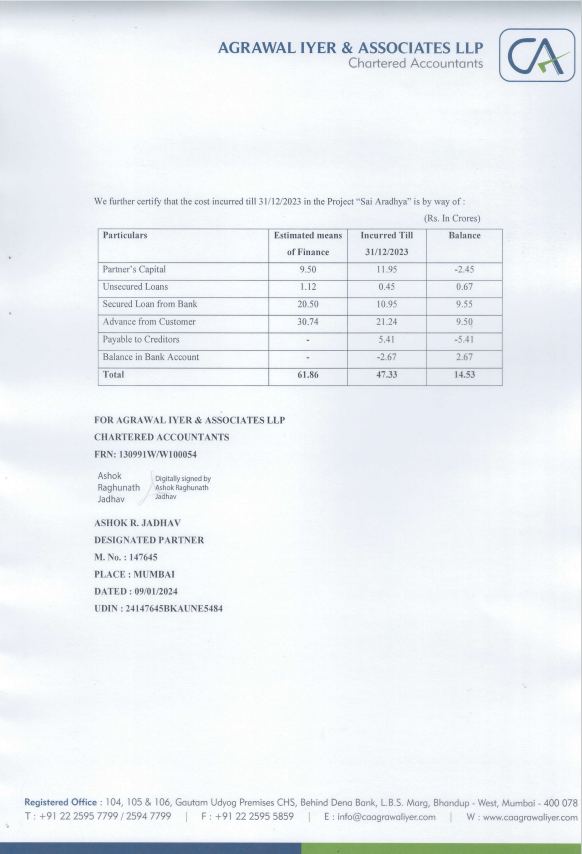 AGRAWAL IYER & ASSOCIATES LLP
Chartered Accountants
CA
We further certify that the cost incurred till 31/12/2023 in the Project “Sai Aradhya” is by way of :
(Rs. In Crores)
Particulars Estimated means of Finance Incurred Till 31/12/2023 Balance
Partner's Capital 9.50 11.95 -2.45
Unsecured Loans 1.12 0.45 0.67
Secured Loan from Bank 20.50 10.95 9.55
Advance from Customer 30.74 21.24 9.50
Payable to Creditors - 5.41 -5.41
Balance in Bank Account - -2.67 2.67
Total 61.86 47.33 14.53
FOR AGRAWAL IYER & ASSOCIATES LLP
CHARTERED ACCOUNTANTS
FRN: 130991W/W100054
Ashok
Raghunath
Jadhav
Digitally signed by
Ashok Raghunath
Jadhav
ASHOK R. JADHAV
DESIGNATED PARTNER
M. No. : 147645
PLACE : MUMBAI
DATED : 09/01/2024
UDIN : 24147645BKAUNE5484
Registered Office : 104, 105 & 106, Gautam Udyog Premises CHS, Behind Dena Bank, L.B.S. Marg, Bhandup - West, Mumbai - 400 078
T : +91 22 2595 7799 / 2594 7799 | F : +91 22 2595 5859 | E : info@caagrawaliyer.com | W : www.caagrawaliyer.com